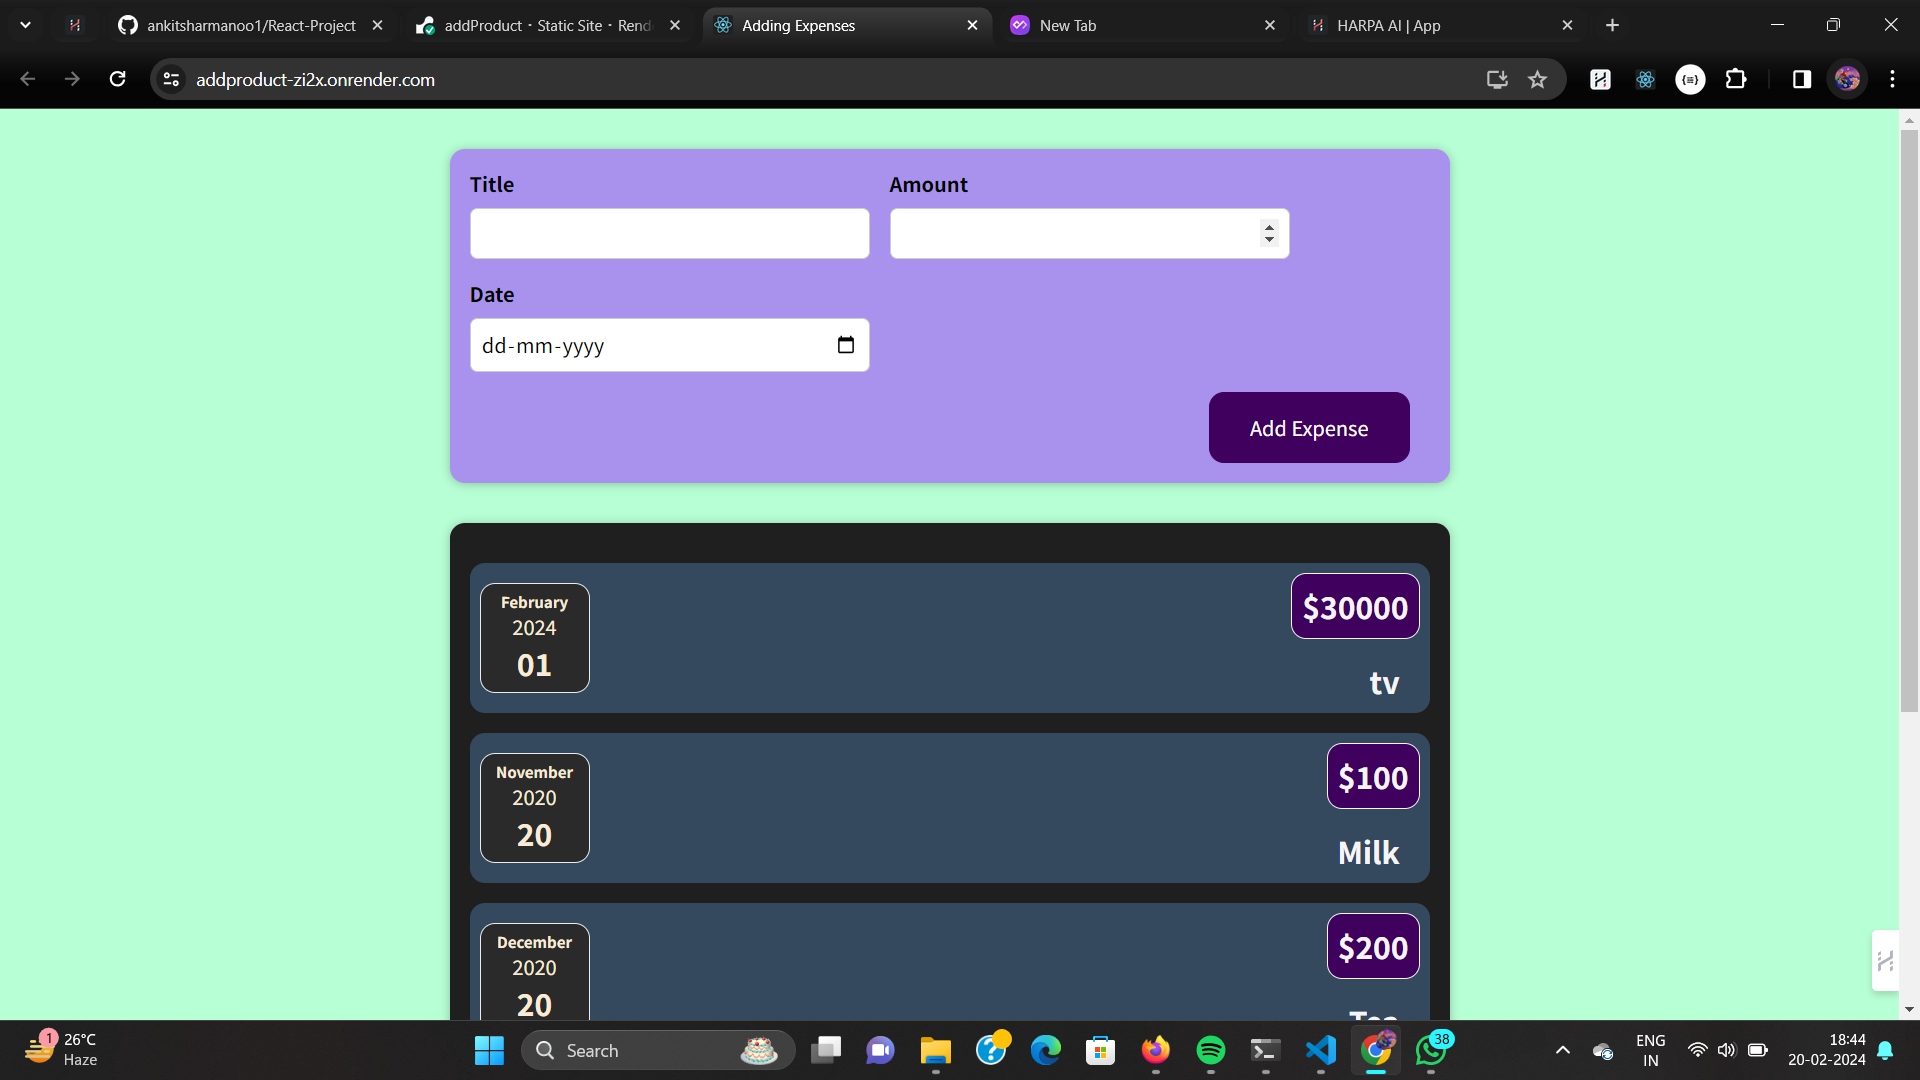 ankitsharmanoo1/React-Project
addProduct · Static Site · Rend
Adding Expenses
New Tab
HARPA AI | App
addproduct-zi2x.onrender.com
Title
Amount
Date
dd-mm-yyyy
Add Expense
February
2024
01
$30000
tv
November
2020
20
$100
Milk
December
2020
20
$200
Tea
1
26°C
Haze
Search
38
ENG
IN
18:44
20-02-2024